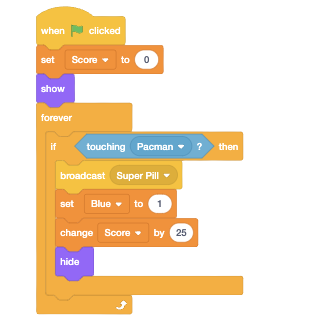 when clicked
set Score to 0
show
forever
if touching Pacman ? then
broadcast Super Pill
set Blue to 1
change Score by 25
hide